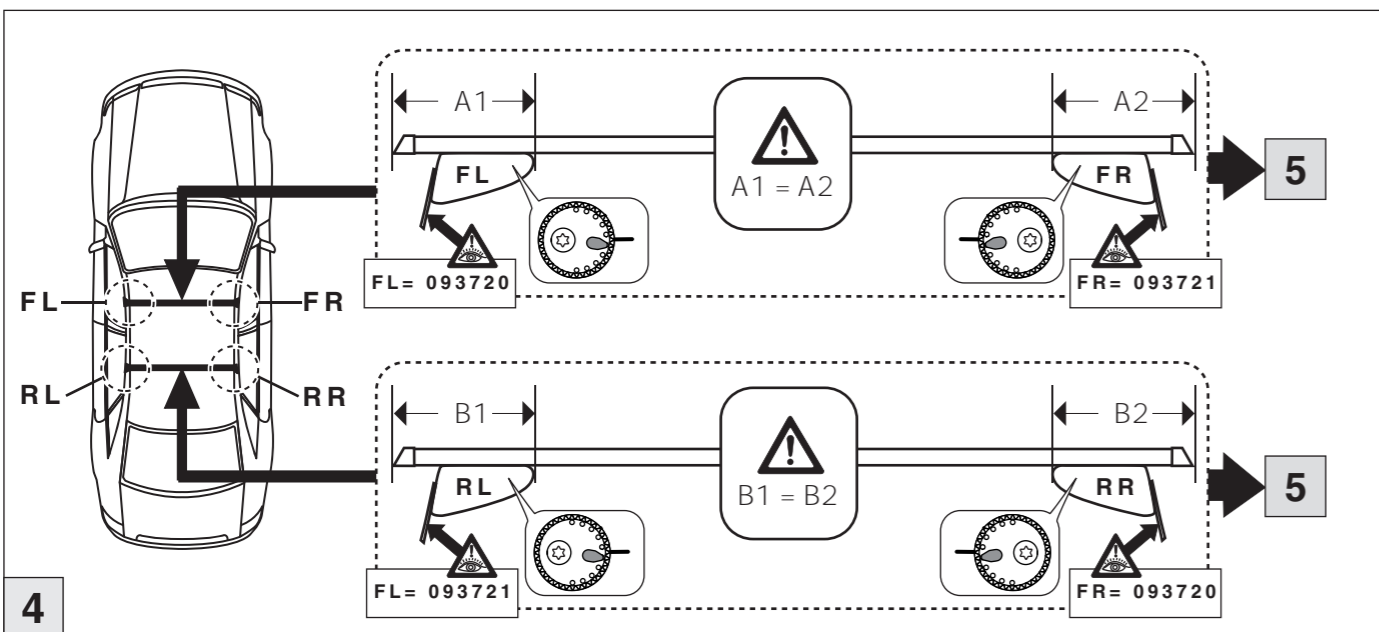 A1
A2
FL
FR
A1 = A2
5
FL= 093720
FR= 093721
FL
FR
RL
RR
B1
B2
RL
RR
B1 = B2
5
FL= 093721
FR= 093720
4